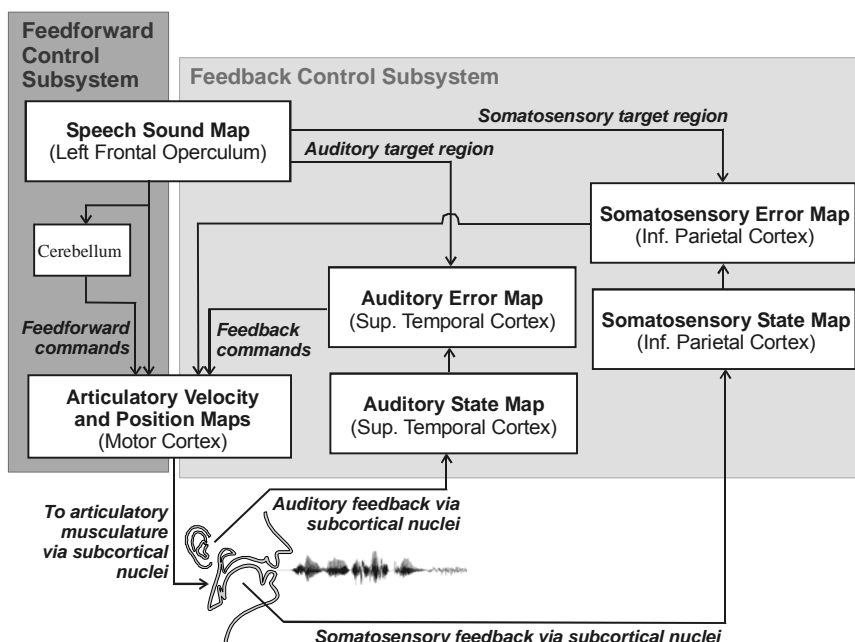 Feedforward
Control
Subsystem
Feedback Control Subsystem
Speech Sound Map
(Left Frontal Operculum)
Somatosensory target region
Auditory target region
Cerebellum
Somatosensory Error Map
(Inf. Parietal Cortex)
Auditory Error Map
(Sup. Temporal Cortex)
Somatosensory State Map
(Inf. Parietal Cortex)
Feedforward
commands
Feedback
commands
Articulatory Velocity
and Position Maps
(Motor Cortex)
Auditory State Map
(Sup. Temporal Cortex)
To articulatory
musculature
via subcortical
nuclei
Auditory feedback via
subcortical nuclei
Somatosensory feedback via subcortical nuclei